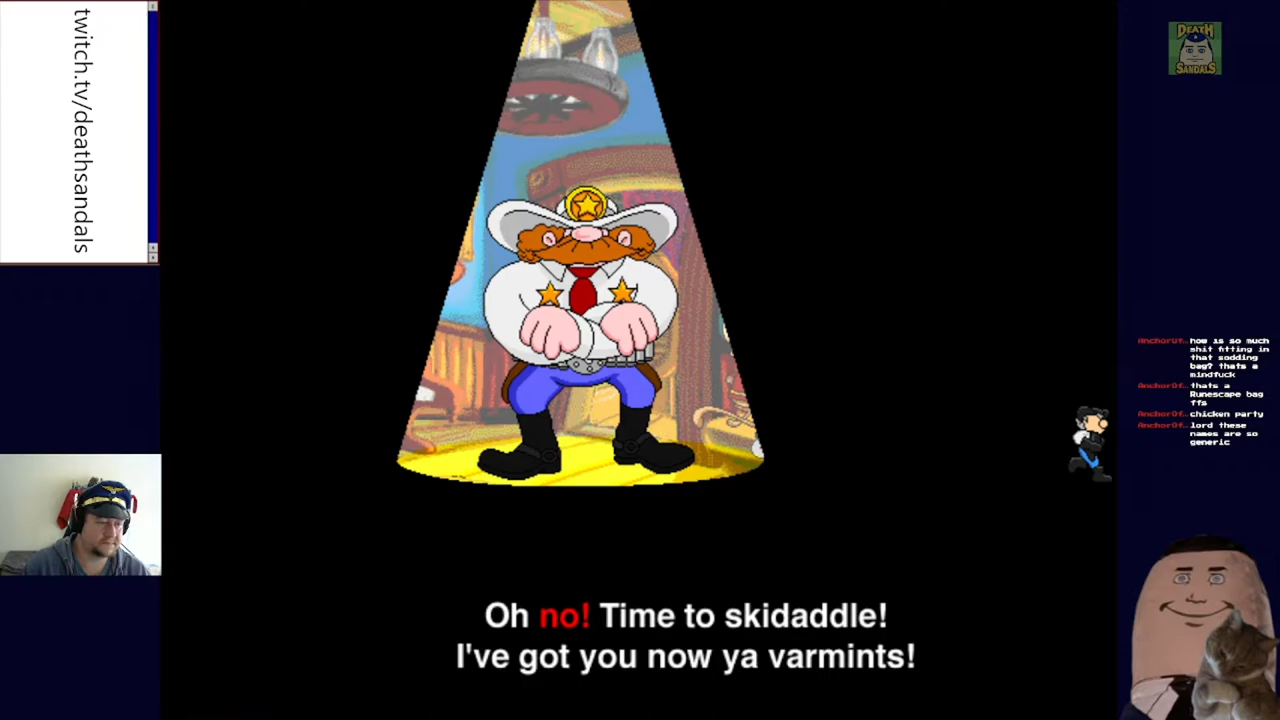 twitch.tv/deathsandals
DEATH
SANDALS
how is so much
shit fitting in
that sodding
bag? thats a
mindfuck
thats a
Runescape bag
ffs
chicken party
lord these
names are so
generic
Oh no! Time to skidaddle!
I've got you now ya varmints!